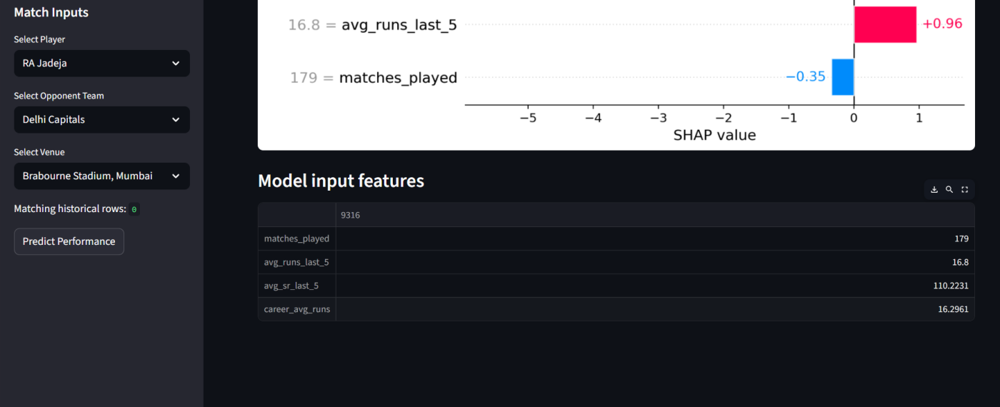 Match Inputs
Select Player
RA Jadeja
Select Opponent Team
Delhi Capitals
Select Venue
Brabourne Stadium, Mumbai
Matching historical rows: 0
Predict Performance
16.8 = avg_runs_last_5
+0.96
179 = matches_played
−0.35
−5 −4 −3 −2 −1 0 1
SHAP value
Model input features
9316
matches_played 179
avg_runs_last_5 16.8
avg_sr_last_5 110.2231
career_avg_runs 16.2961